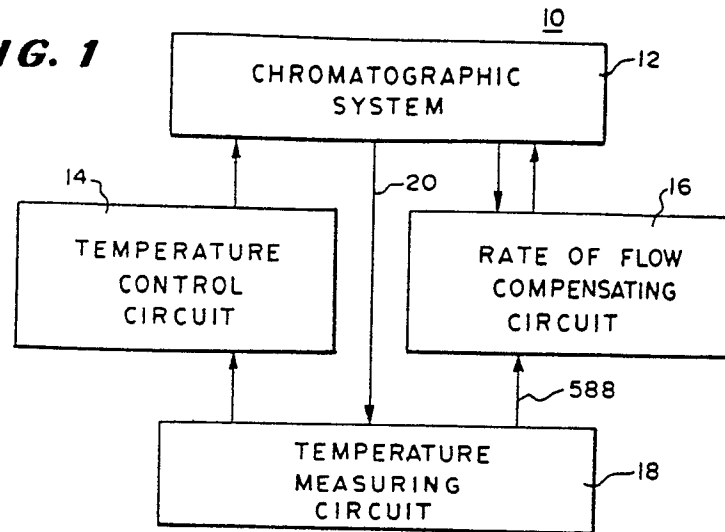 10
IG. 1
12
CHROMATOGRAPHIC
SYSTEM
14
20
16
TEMPERATURE
CONTROL
CIRCUIT
RATE OF FLOW
COMPENSATING
CIRCUIT
588
TEMPERATURE
MEASURING
CIRCUIT
18